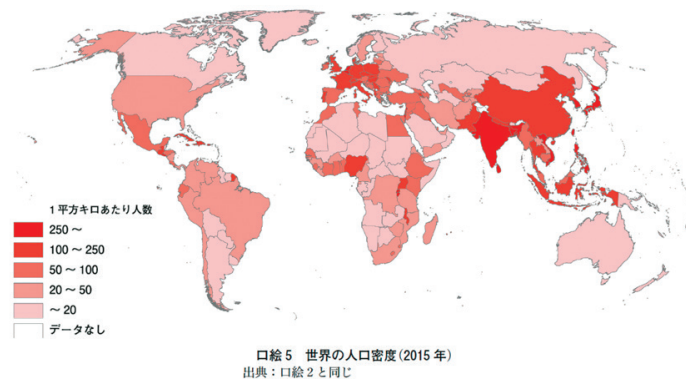 1平方キロあたり人数
250～
100～250
50～100
20～50
～20
データなし
口絵5 世界の人口密度(2015年)
出典：口絵2と同じ